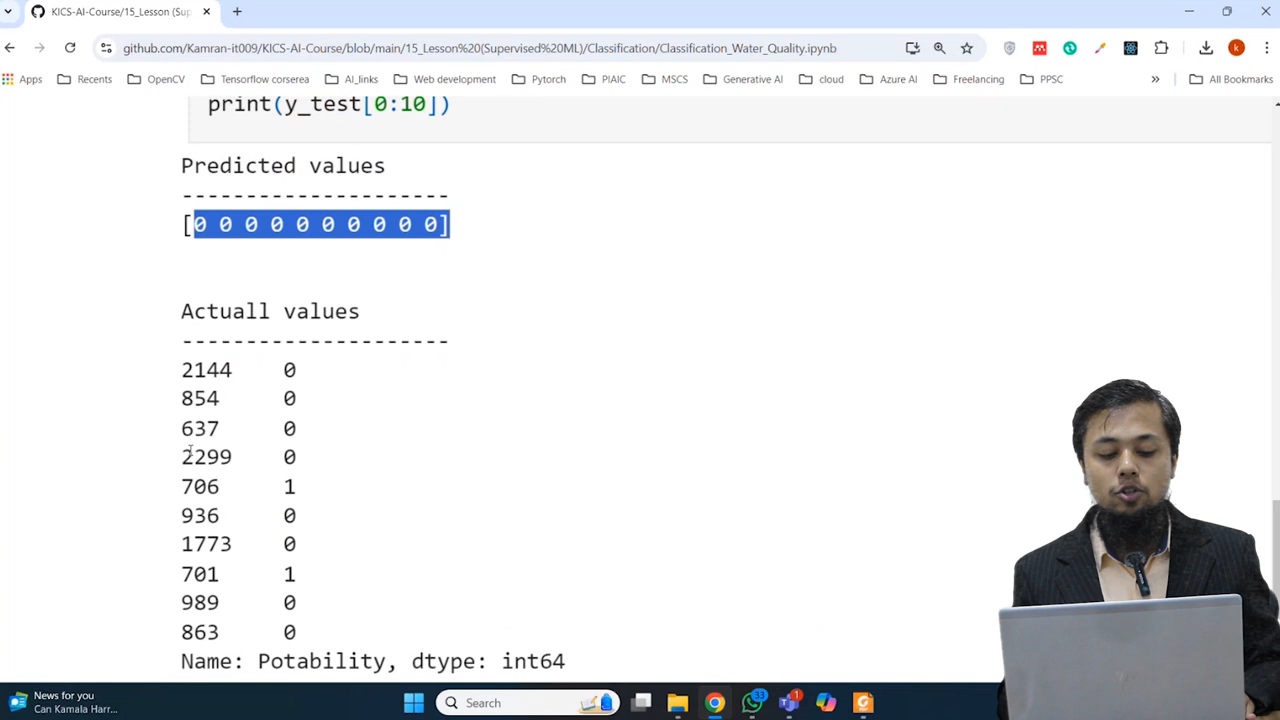 KICS-AI-Course/15_Lesson (Sup
github.com/Kamran-it009/KICS-AI-Course/blob/main/15_Lesson%20(Supervised%20ML)/Classification/Classification_Water_Quality.ipynb
k
Apps Recents OpenCV Tensorflow corserea AI_links Web development Pytorch PIAIC MSCS Generative AI cloud Azure AI Freelancing PPSC » All Bookmarks
print(y_test[0:10])
Predicted values
---------------------
[0 0 0 0 0 0 0 0 0 0]
Actuall values
---------------------
2144 0
854 0
637 0
2299 0
706 1
936 0
1773 0
701 1
989 0
863 0
Name: Potability, dtype: int64
News for you
Can Kamala Harr...
Search
33
1